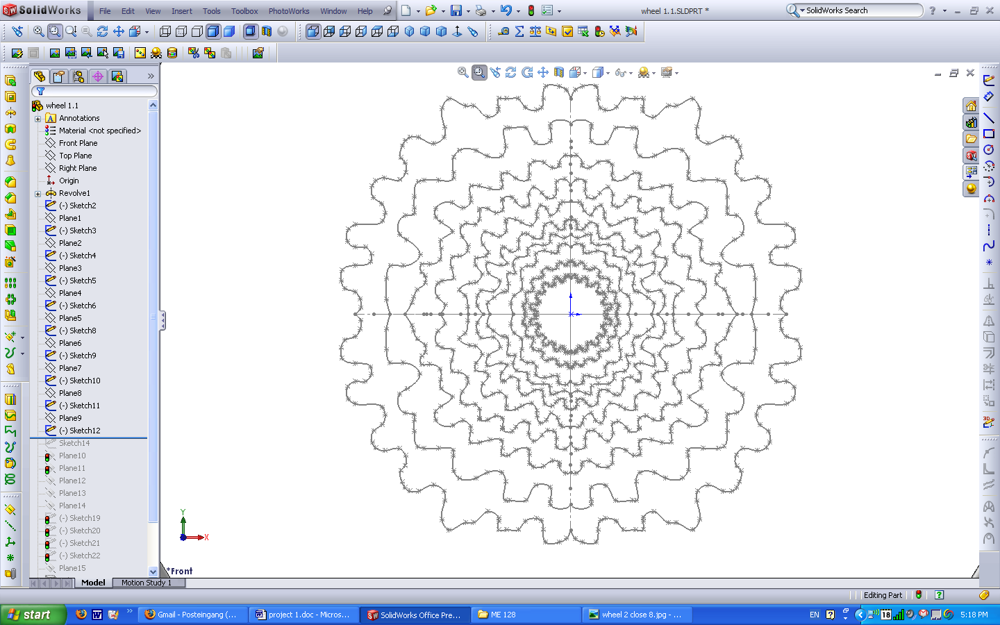 SolidWorks File Edit View Insert Tools Toolbox PhotoWorks Window Help wheel 1.1.SLDPRT * SolidWorks Search
wheel 1.1
Annotations
Material <not specified>
Front Plane
Top Plane
Right Plane
Origin
Revolve1
(-) Sketch2
Plane1
(-) Sketch3
Plane2
(-) Sketch4
Plane3
(-) Sketch5
Plane4
(-) Sketch6
Plane5
(-) Sketch8
Plane6
(-) Sketch9
Plane7
(-) Sketch10
Plane8
(-) Sketch11
Plane9
(-) Sketch12
Sketch14
Plane10
Plane11
Plane12
Plane13
Plane14
(-) Sketch19
(-) Sketch20
(-) Sketch21
(-) Sketch22
Plane15
Y
X
*Front
Model Motion Study 1
Editing Part
start Gmail - Posteingang (... project 1.doc - Micros... SolidWorks Office Pre... ME 128 wheel 2 close 8.jpg - ... EN 18 5:18 PM